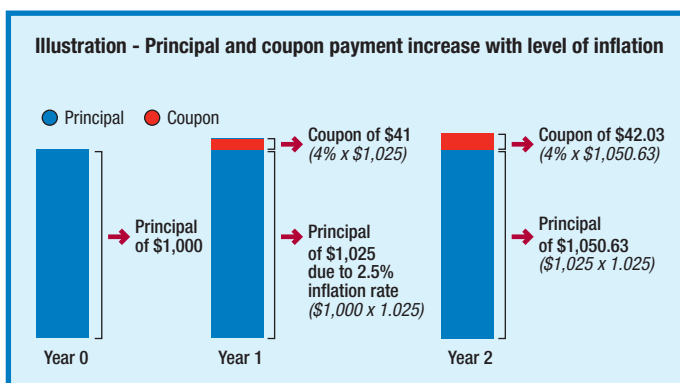 Illustration - Principal and coupon payment increase with level of inflation
Principal
Coupon
Principal
of $1,000
Year 0
Coupon of $41
(4% x $1,025)
Principal
of $1,025
due to 2.5%
inflation rate
($1,000 x 1.025)
Year 1
Coupon of $42.03
(4% x $1,050.63)
Principal
of $1,050.63
($1,025 x 1.025)
Year 2